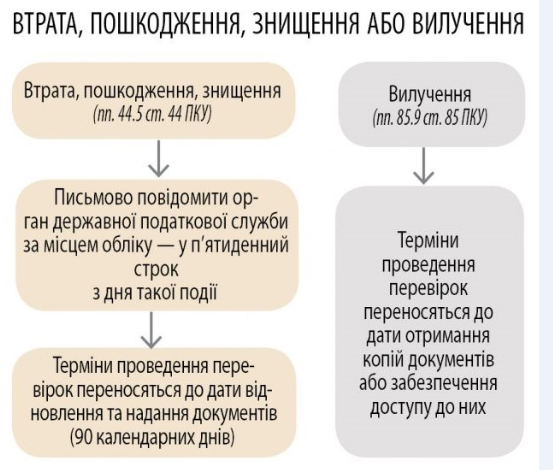 ВТРАТА, ПОШКОДЖЕННЯ, ЗНИЩЕННЯ АБО ВИЛУЧЕННЯ
Втрата, пошкодження, знищення
(пп. 44.5 ст. 44 ПКУ)
Письмово повідомити ор-
ган державної податкової служби
за місцем обліку — у п’ятиденний
строк
з дня такої події
Терміни проведення пере-
вірок переносяться до дати від-
новлення та надання документів
(90 календарних днів)
Вилучення
(пп. 85.9 ст. 85 ПКУ)
Терміни
проведення
перевірок
переносяться до
дати отримання
копій документів
або забезпечення
доступу до них